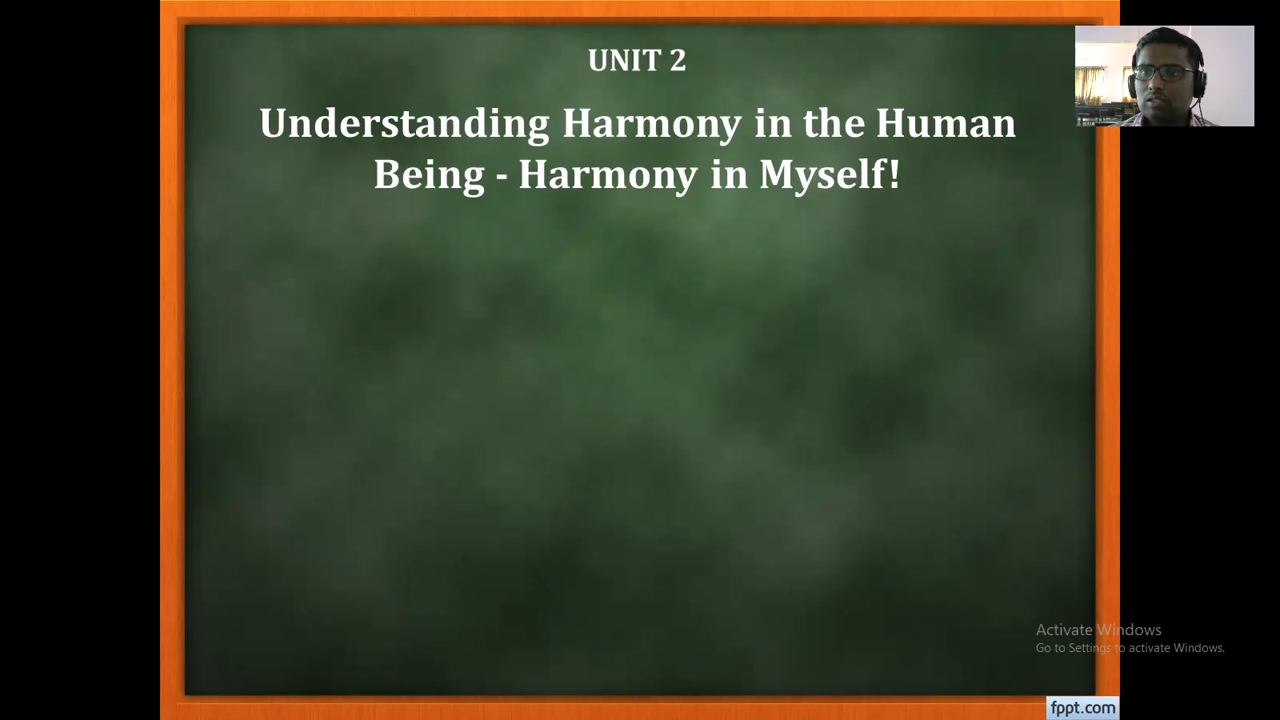 UNIT 2
Understanding Harmony in the Human
Being - Harmony in Myself!
Activate Windows
Go to Settings to activate Windows.
fppt.com